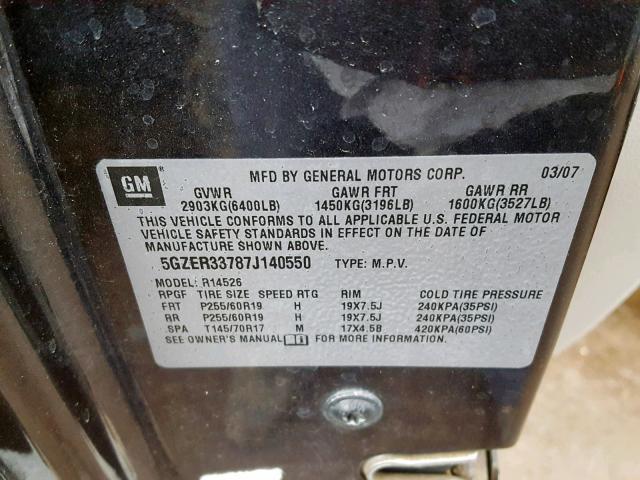 GM
MFD BY GENERAL MOTORS CORP. 03/07
GVWR GAWR FRT GAWR RR
2903KG(6400LB) 1450KG(3196LB) 1600KG(3527LB)
THIS VEHICLE CONFORMS TO ALL APPLICABLE U.S. FEDERAL MOTOR
VEHICLE SAFETY STANDARDS IN EFFECT ON THE DATE OF
MANUFACTURE SHOWN ABOVE.
5GZER33787J140550 TYPE: M.P.V.
MODEL: R14526
RPGF TIRE SIZE SPEED RTG RIM COLD TIRE PRESSURE
FRT P255/60R19 H 19X7.5J 240KPA(35PSI)
RR P255/60R19 H 19X7.5J 240KPA(35PSI)
SPA T145/70R17 M 17X4.5B 420KPA(60PSI)
SEE OWNER'S MANUAL FOR MORE INFORMATION.